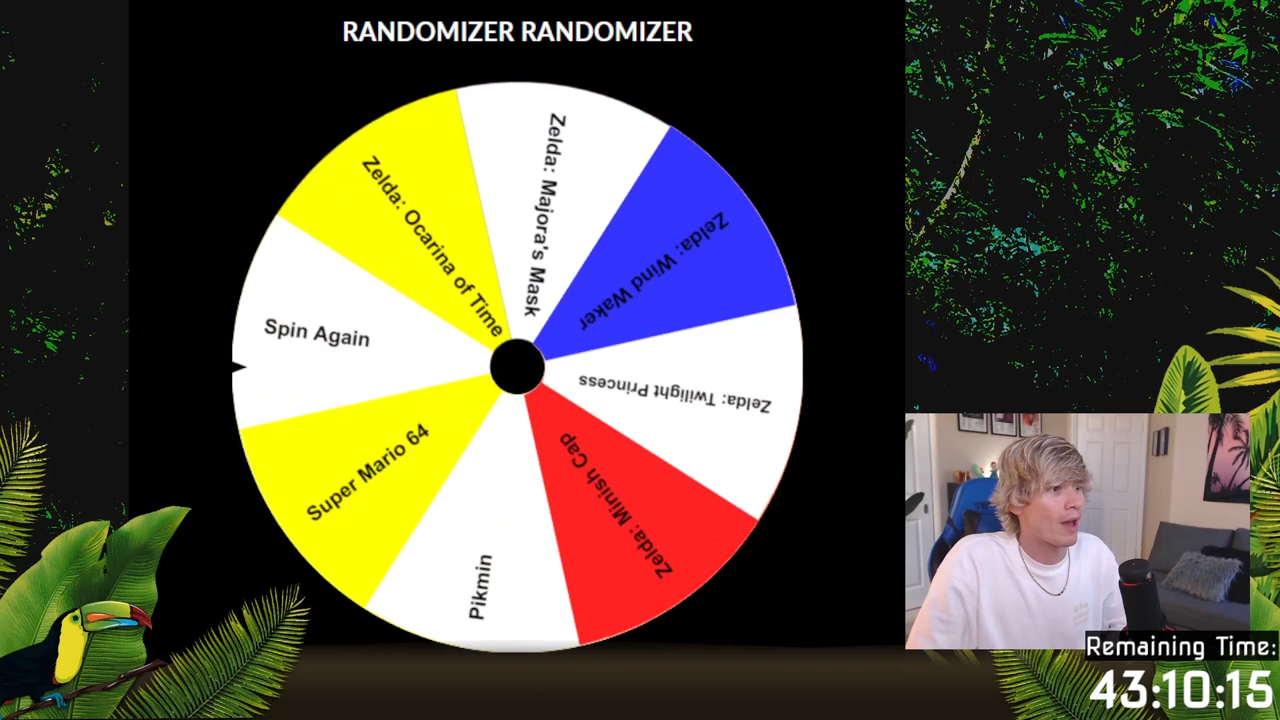 RANDOMIZER RANDOMIZER
Zelda: Majora's Mask
Zelda: Wind Waker
Zelda: Ocarina of Time
Spin Again
Zelda: Twilight Princess
Super Mario 64
Zelda: Minish Cap
Pikmin
Remaining Time:
43:10:15